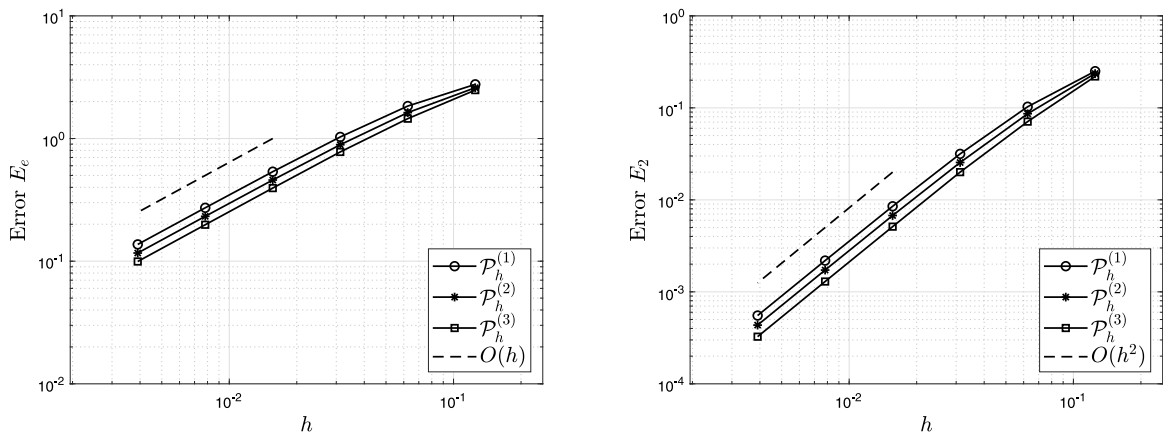 10^1
10^0
10^-1
10^-2
Error E_e
10^-2
10^-1
h
P_h^(1)
P_h^(2)
P_h^(3)
O(h)
10^0
10^-1
10^-2
10^-3
10^-4
Error E_2
10^-2
10^-1
h
P_h^(1)
P_h^(2)
P_h^(3)
O(h^2)